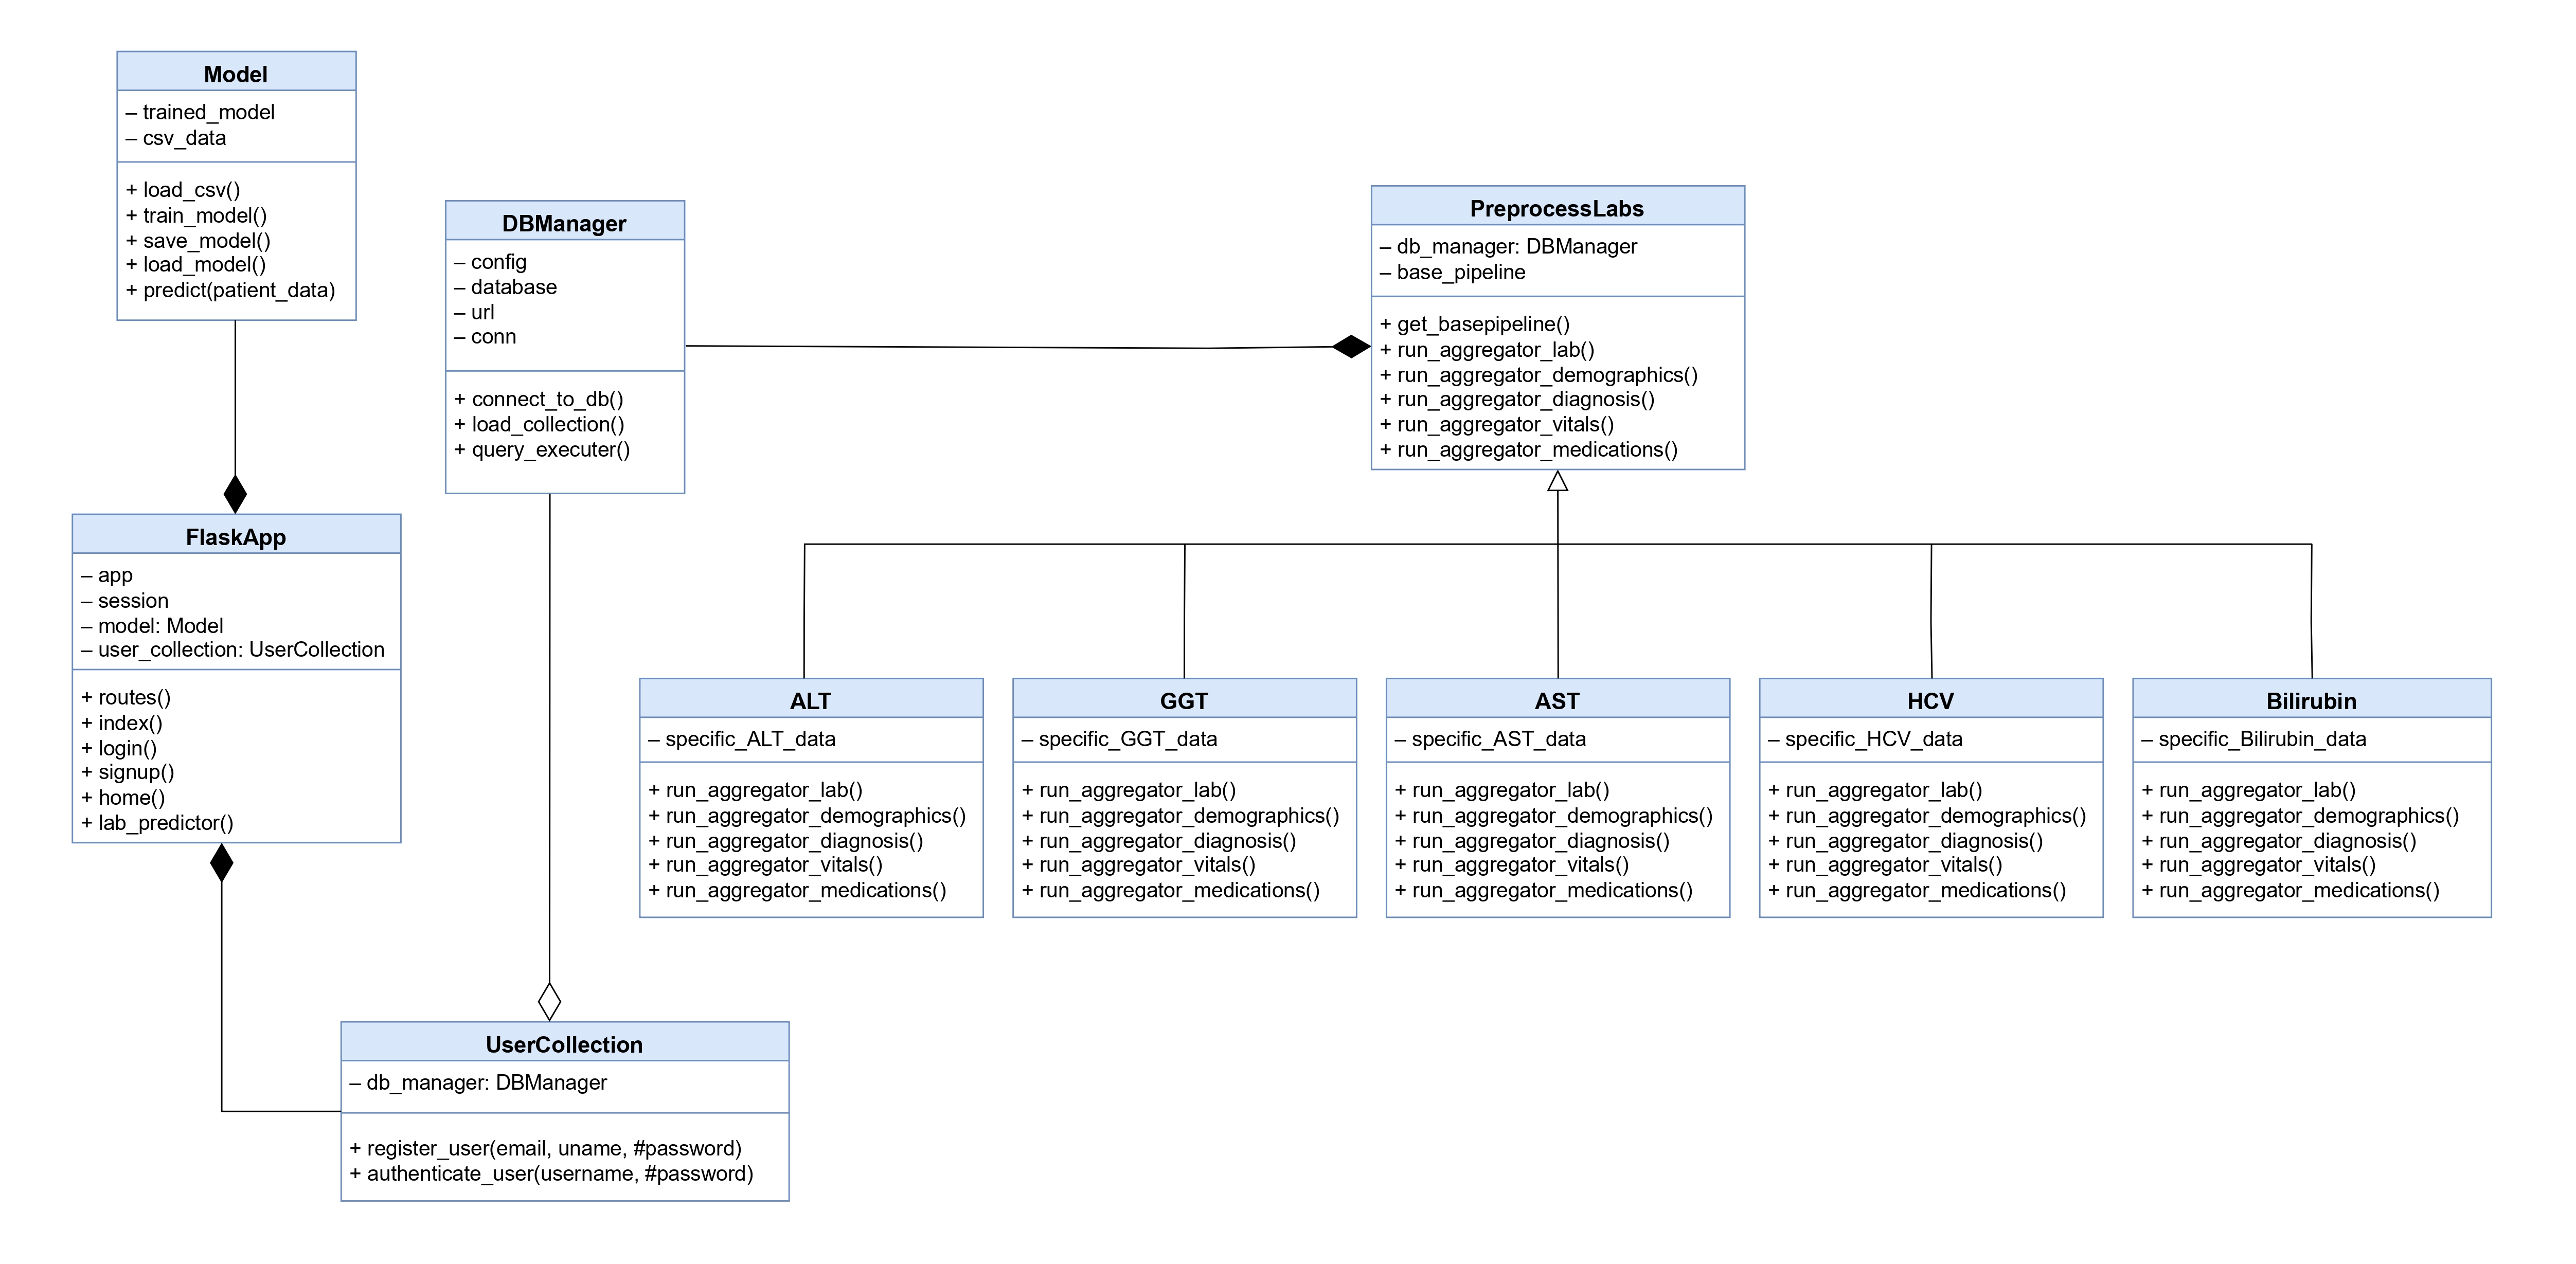 Model
– trained_model
– csv_data
+ load_csv()
+ train_model()
+ save_model()
+ load_model()
+ predict(patient_data)
DBManager
– config
– database
– url
– conn
+ connect_to_db()
+ load_collection()
+ query_executer()
PreprocessLabs
– db_manager: DBManager
– base_pipeline
+ get_basepipeline()
+ run_aggregator_lab()
+ run_aggregator_demographics()
+ run_aggregator_diagnosis()
+ run_aggregator_vitals()
+ run_aggregator_medications()
FlaskApp
– app
– session
– model: Model
– user_collection: UserCollection
+ routes()
+ index()
+ login()
+ signup()
+ home()
+ lab_predictor()
ALT
– specific_ALT_data
+ run_aggregator_lab()
+ run_aggregator_demographics()
+ run_aggregator_diagnosis()
+ run_aggregator_vitals()
+ run_aggregator_medications()
GGT
– specific_GGT_data
+ run_aggregator_lab()
+ run_aggregator_demographics()
+ run_aggregator_diagnosis()
+ run_aggregator_vitals()
+ run_aggregator_medications()
AST
– specific_AST_data
+ run_aggregator_lab()
+ run_aggregator_demographics()
+ run_aggregator_diagnosis()
+ run_aggregator_vitals()
+ run_aggregator_medications()
HCV
– specific_HCV_data
+ run_aggregator_lab()
+ run_aggregator_demographics()
+ run_aggregator_diagnosis()
+ run_aggregator_vitals()
+ run_aggregator_medications()
Bilirubin
– specific_Bilirubin_data
+ run_aggregator_lab()
+ run_aggregator_demographics()
+ run_aggregator_diagnosis()
+ run_aggregator_vitals()
+ run_aggregator_medications()
UserCollection
– db_manager: DBManager
+ register_user(email, uname, #password)
+ authenticate_user(username, #password)